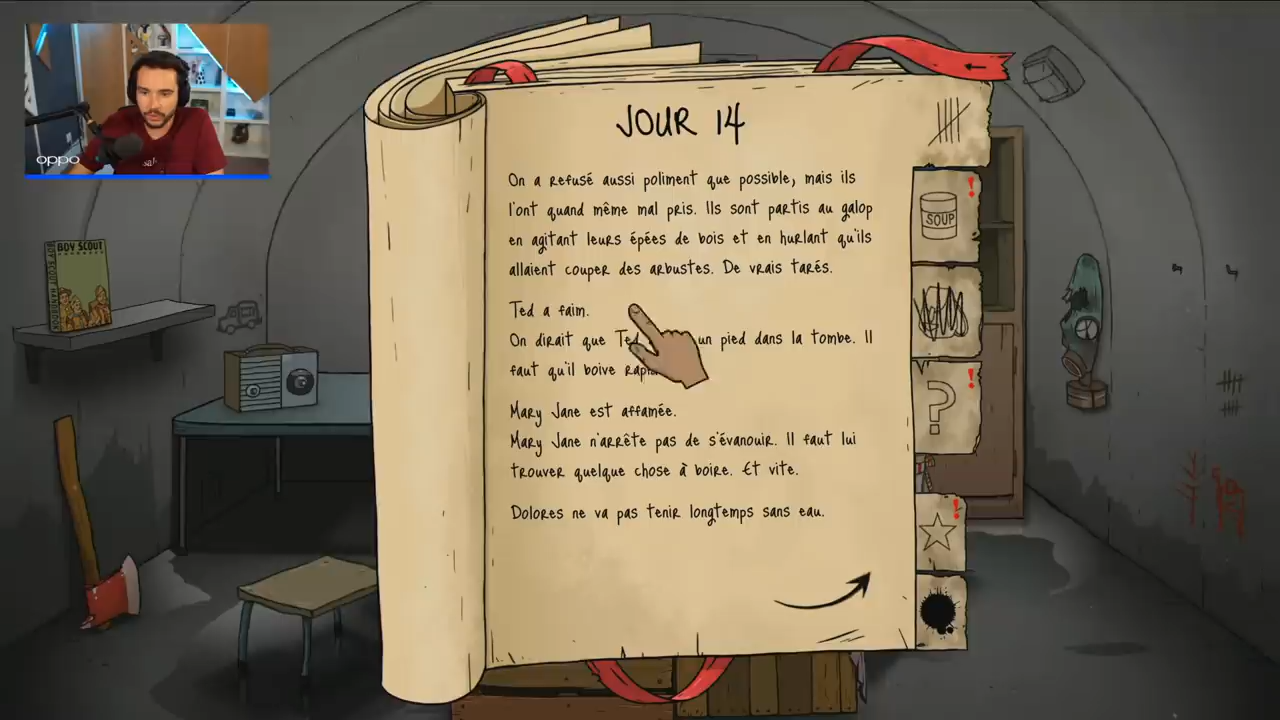 JOUR 14
On a refusé aussi poliment que possible, mais ils
l'ont quand même mal pris. Ils sont partis au galop
en agitant leurs épées de bois et en hurlant qu'ils
allaient couper des arbustes. De vrais tarés.
Ted a faim.
On dirait que un pied dans la tombe. Il
faut qu'il boive
Mary Jane est affamée.
Mary Jane n'arrête pas de s'évanouir. Il faut lui
trouver quelque chose à boire. Et vite.
Dolores ne va pas tenir longtemps sans eau.
SOUP
?
BOY SCOUT
BOY SCOUT HANDBOOK
oppo